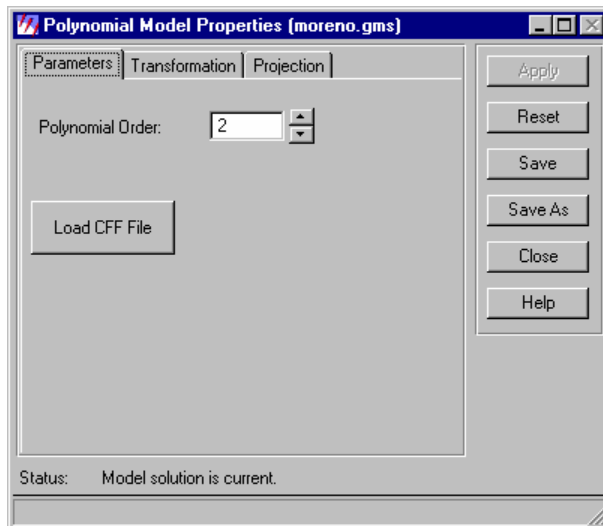 Polynomial Model Properties (moreno.gms)
Parameters Transformation Projection
Apply
Polynomial Order: 2
Reset
Save
Load CFF File
Save As
Close
Help
Status: Model solution is current.